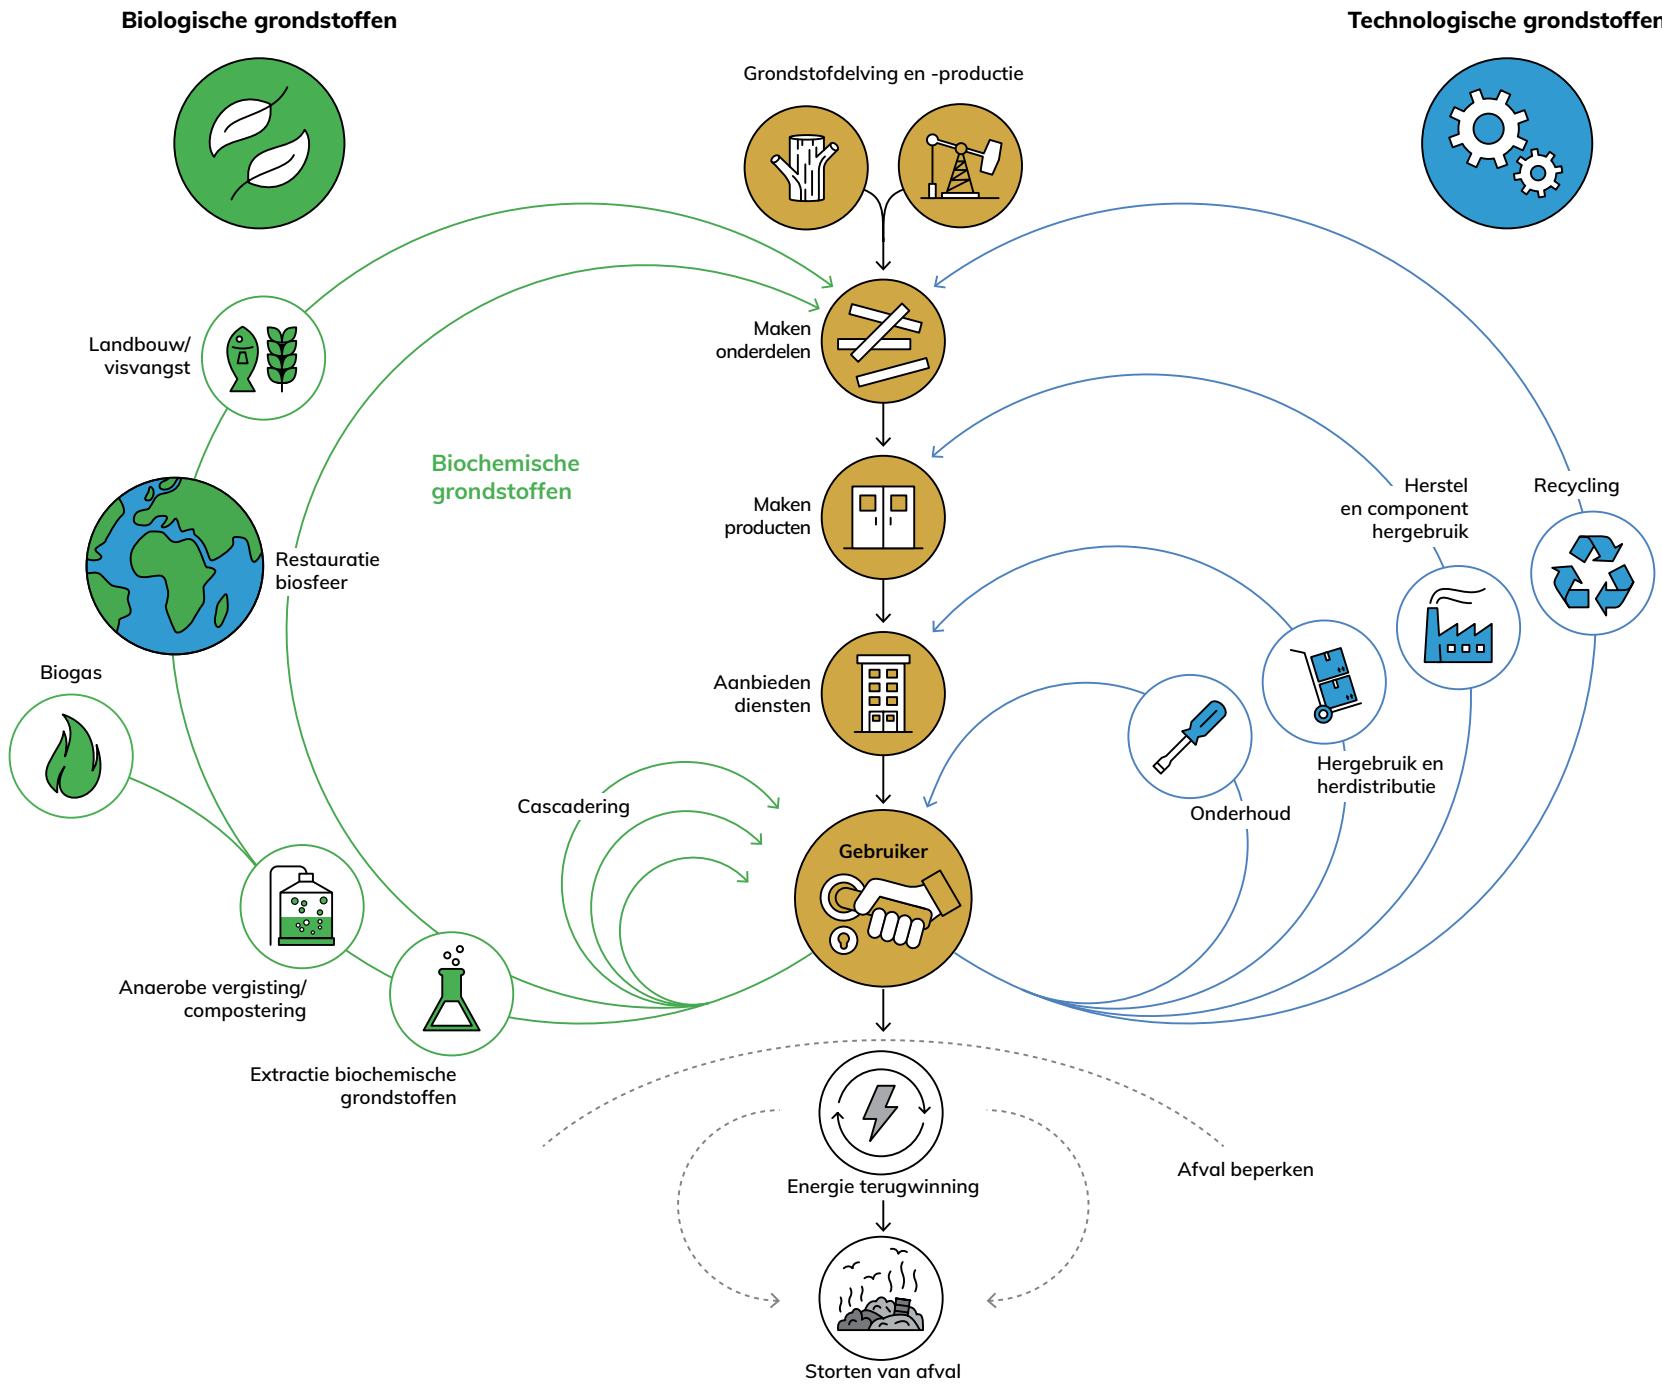 Biologische grondstoffen
Technologische grondstoffen
Grondstofdelving en -productie
Landbouw/
visvangst
Maken
onderdelen
Biochemische
grondstoffen
Maken
producten
Herstel
en component
hergebruik
Recycling
Restauratie
biosfeer
Biogas
Aanbieden
diensten
Hergebruik en
herdistributie
Cascadering
Onderhoud
Gebruiker
Anaerobe vergisting/
compostering
Extractie biochemische
grondstoffen
Afval beperken
Energie terugwinning
Storten van afval